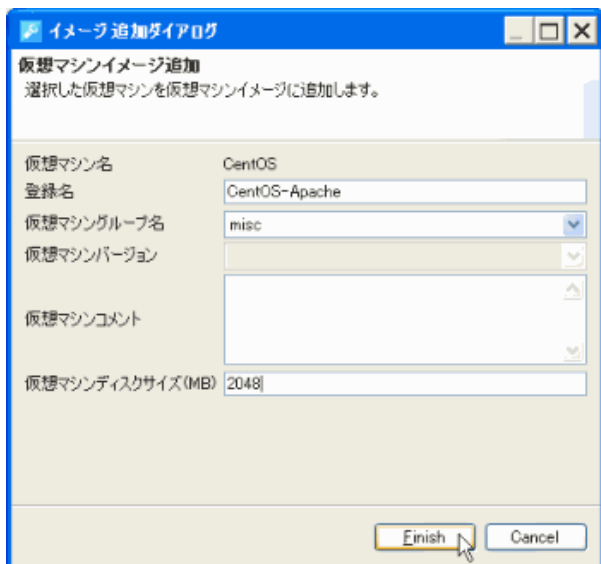 イメージ追加ダイアログ
仮想マシンイメージ追加
選択した仮想マシンを仮想マシンイメージに追加します。
仮想マシン名 CentOS
登録名 CentOS-Apache
仮想マシングループ名 misc
仮想マシンバージョン
仮想マシンコメント
仮想マシンディスクサイズ(MB) 2048
Finish Cancel